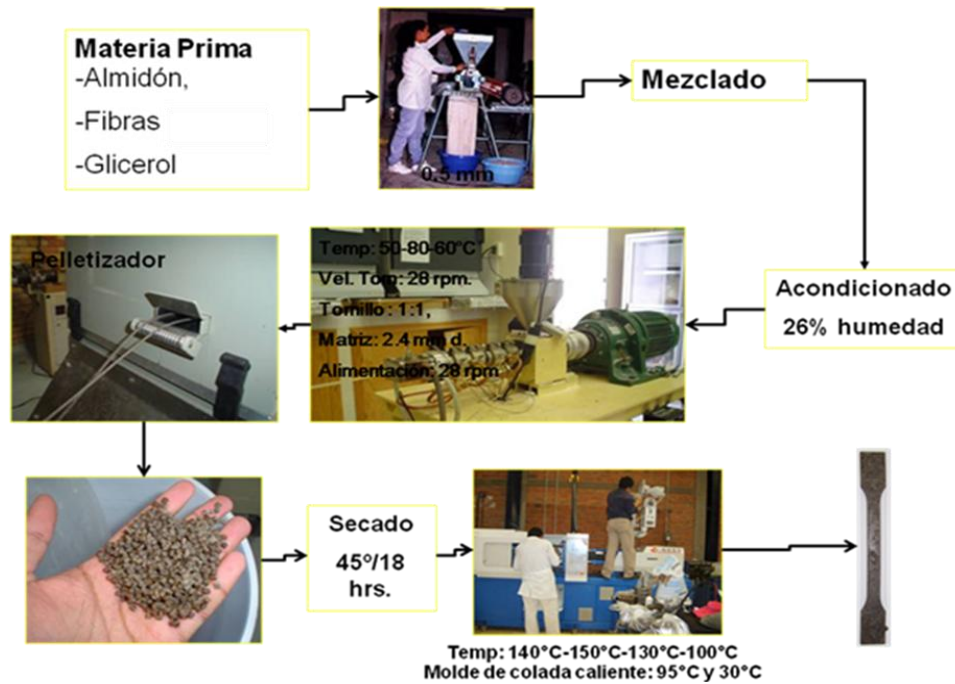 Materia Prima
-Almidón,
-Fibras
-Glicerol
0.5 mm
Mezclado
Acondicionado
26% humedad
Temp: 50-80-60°C
Vel. Torn: 28 rpm.
Tornillo: 1:1,
Matriz: 2.4 mm d.
Alimentación: 28 rpm
Pelletizador
Secado
45º/18
hrs.
Temp: 140°C-150°C-130°C-100°C
Molde de colada caliente: 95°C y 30°C